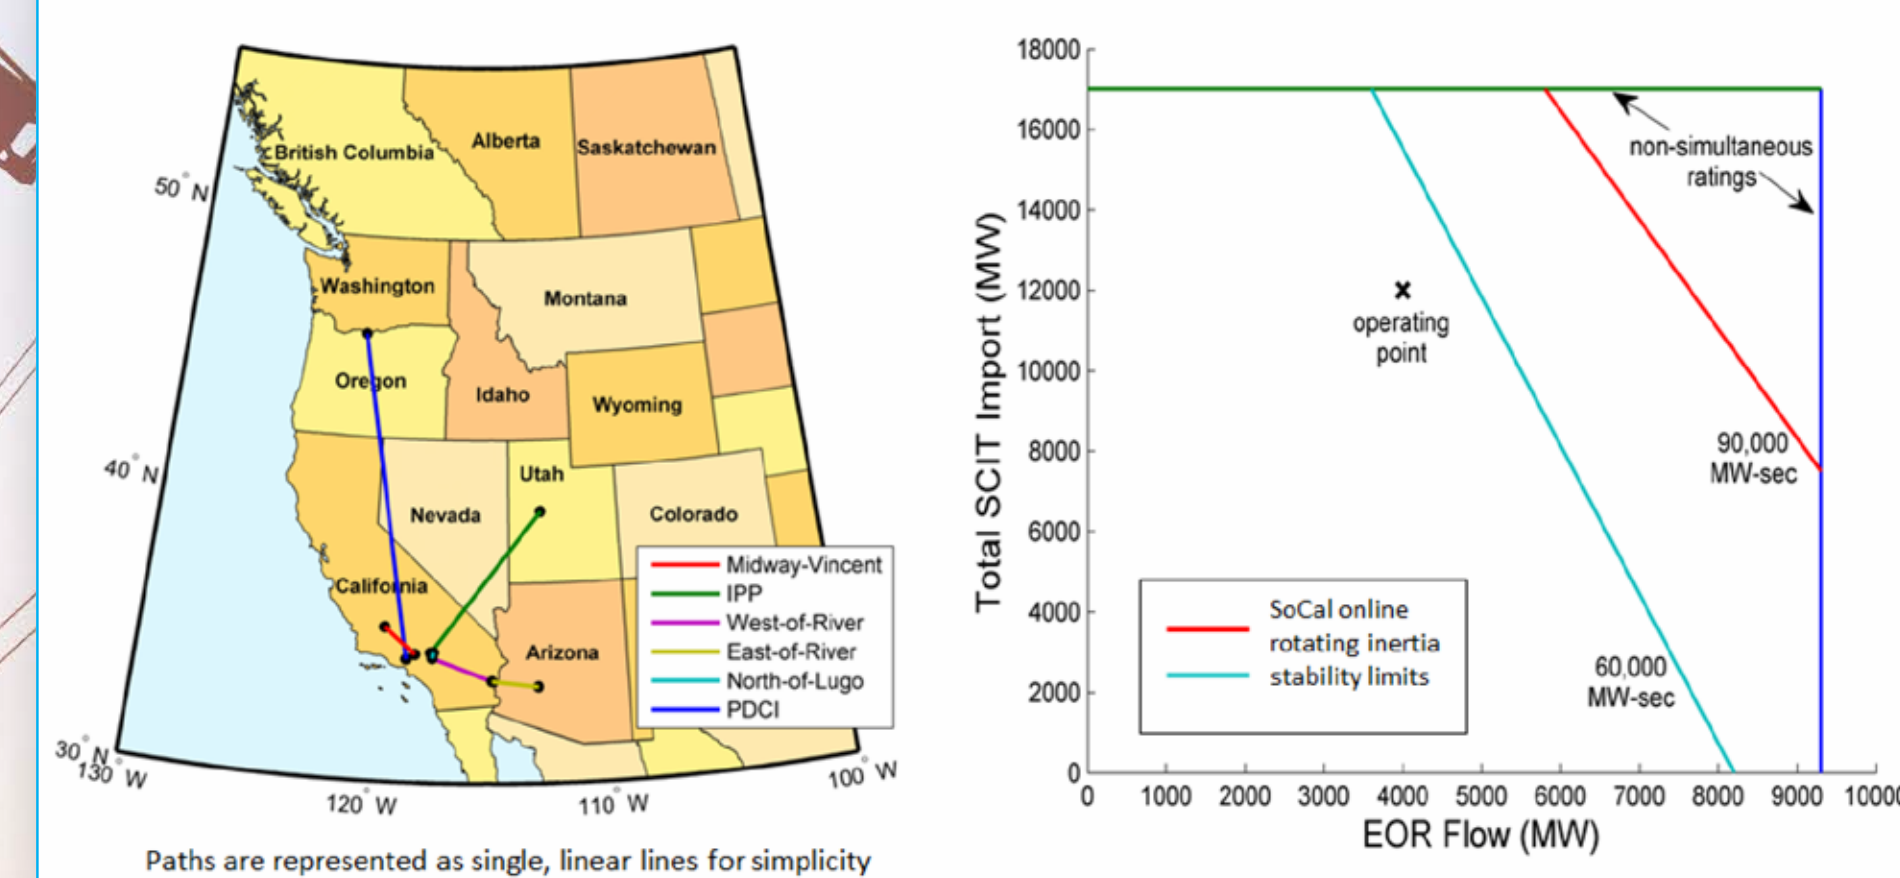 British Columbia
Alberta
Saskatchewan
50° N
Washington
Montana
Oregon
Idaho
Wyoming
40° N
Utah
Nevada
Colorado
California
Arizona
Midway-Vincent
IPP
West-of-River
East-of-River
North-of-Lugo
PDCI
30° N
130° W
120° W
110° W
100° W
Paths are represented as single, linear lines for simplicity
Total SCIT Import (MW)
18000
16000
14000
12000
10000
8000
6000
4000
2000
0
non-simultaneous
ratings
operating
point
90,000
MW-sec
SoCal online
rotating inertia
stability limits
60,000
MW-sec
0 1000 2000 3000 4000 5000 6000 7000 8000 9000 10000
EOR Flow (MW)